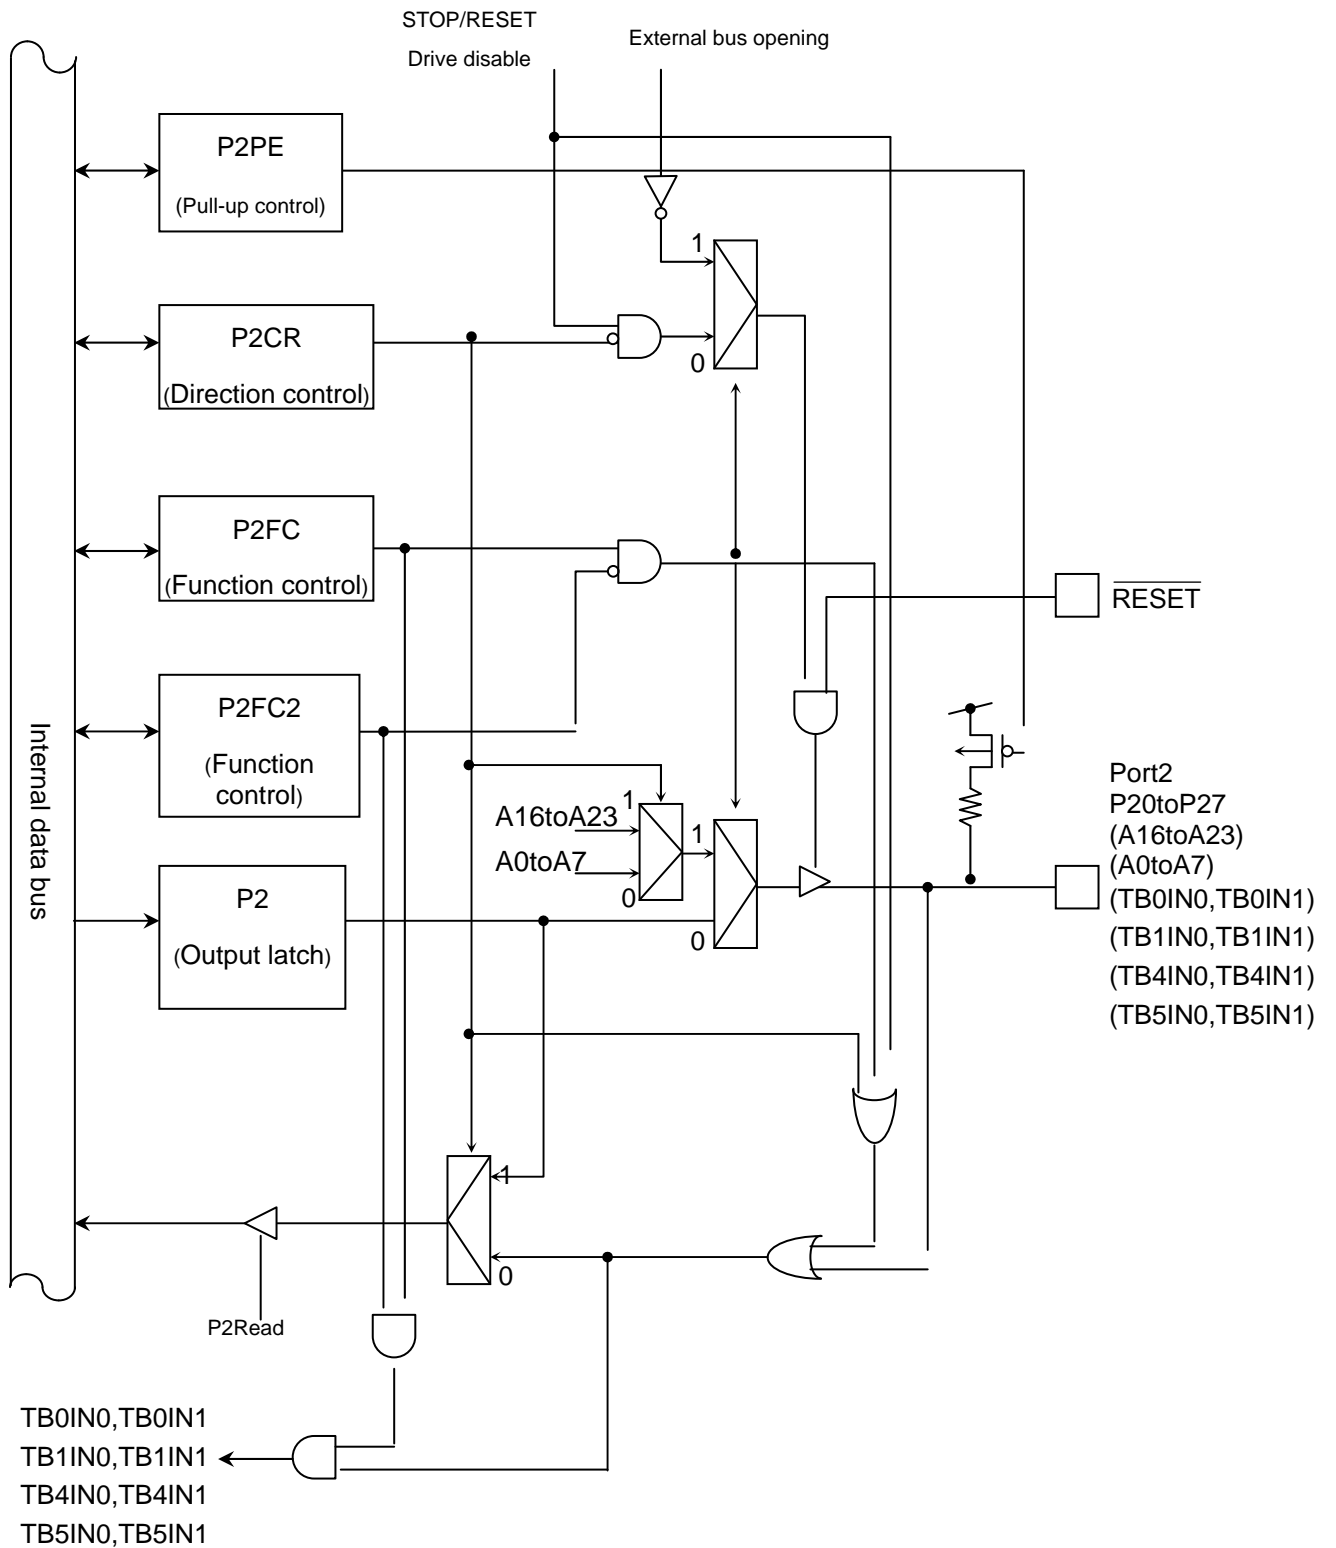 STOP/RESET
Drive disable
External bus opening
P2PE
(Pull-up control)
1
P2CR
(Direction control)
0
P2FC
(Function control)
RESET
P2FC2
(Function
control)
Internal data bus
A16toA23
1
A0toA7
0
1
0
P2
(Output latch)
Port2
P20toP27
(A16toA23)
(A0toA7)
(TB0IN0,TB0IN1)
(TB1IN0,TB1IN1)
(TB4IN0,TB4IN1)
(TB5IN0,TB5IN1)
1
0
P2Read
TB0IN0,TB0IN1
TB1IN0,TB1IN1
TB4IN0,TB4IN1
TB5IN0,TB5IN1